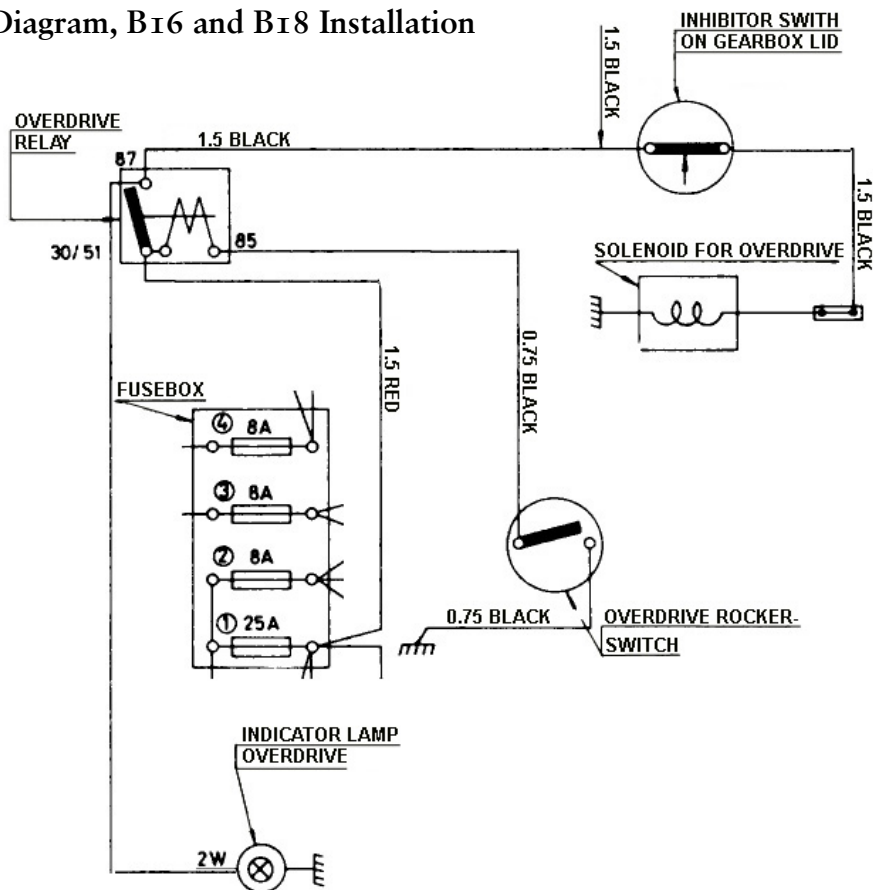 Diagram, B16 and B18 Installation
INHIBITOR SWITH
ON GEARBOX LID
1.5 BLACK
OVERDRIVE
RELAY
87
1.5 BLACK
30/51
85
1.5 BLACK
SOLENOID FOR OVERDRIVE
1.5 RED
0.75 BLACK
FUSEBOX
4 8A
3 8A
2 8A
1 25A
0.75 BLACK
OVERDRIVE ROCKER-
SWITCH
INDICATOR LAMP
OVERDRIVE
2W